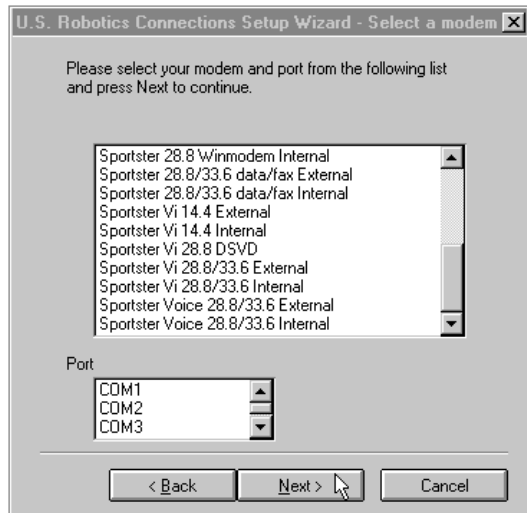 U.S. Robotics Connections Setup Wizard - Select a modem
Please select your modem and port from the following list
and press Next to continue.
Sportster 28.8 Winmodem Internal
Sportster 28.8/33.6 data/fax External
Sportster 28.8/33.6 data/fax Internal
Sportster Vi 14.4 External
Sportster Vi 14.4 Internal
Sportster Vi 28.8 DSVD
Sportster Vi 28.8/33.6 External
Sportster Vi 28.8/33.6 Internal
Sportster Voice 28.8/33.6 External
Sportster Voice 28.8/33.6 Internal
Port
COM1
COM2
COM3
< Back Next > Cancel